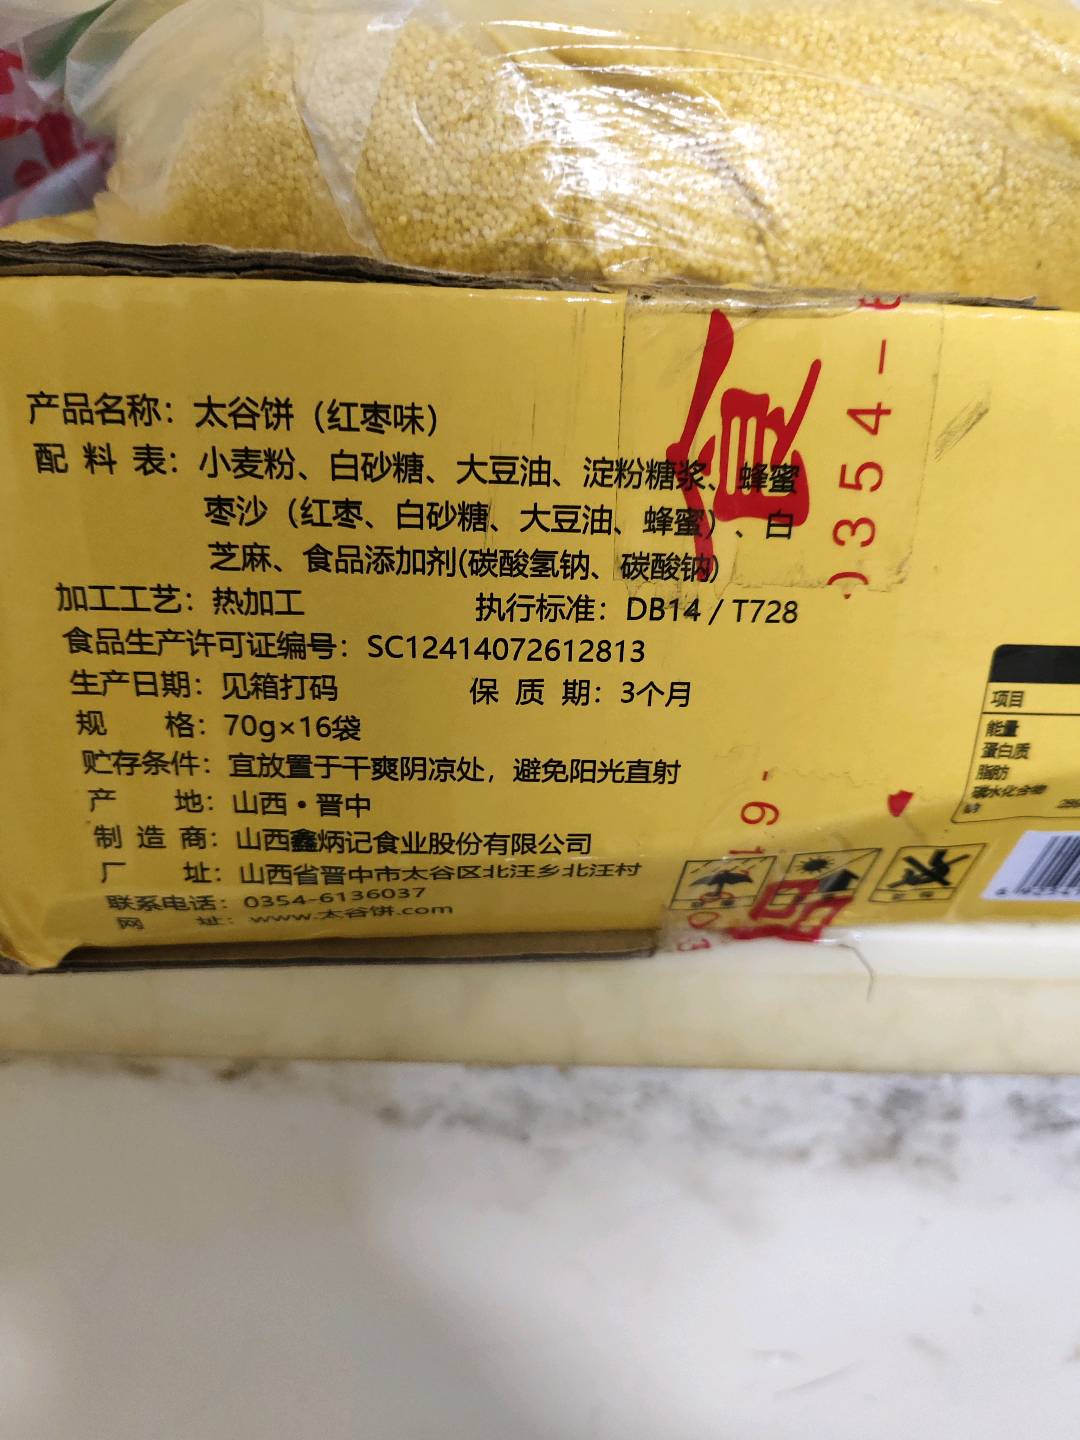 产品名称：太谷饼（红枣味）
配 料 表：小麦粉、白砂糖、大豆油、淀粉糖浆、蜂蜜
枣沙（红枣、白砂糖、大豆油、蜂蜜）、白
芝麻、食品添加剂(碳酸氢钠、碳酸钠)
加工工艺：热加工 执行标准：DB14 / T728
食品生产许可证编号：SC12414072612813
生产日期：见箱打码 保 质 期：3个月
规 格：70g×16袋
贮存条件：宜放置于干爽阴凉处，避免阳光直射
产 地：山西·晋中
制 造 商：山西鑫炳记食业股份有限公司
厂 址：山西省晋中市太谷区北汪乡北汪村
联系电话：0354-6136037
网 址：www.太谷饼.com
0354-6
项目
能量
蛋白质
脂肪
碳水化合物
钠
品